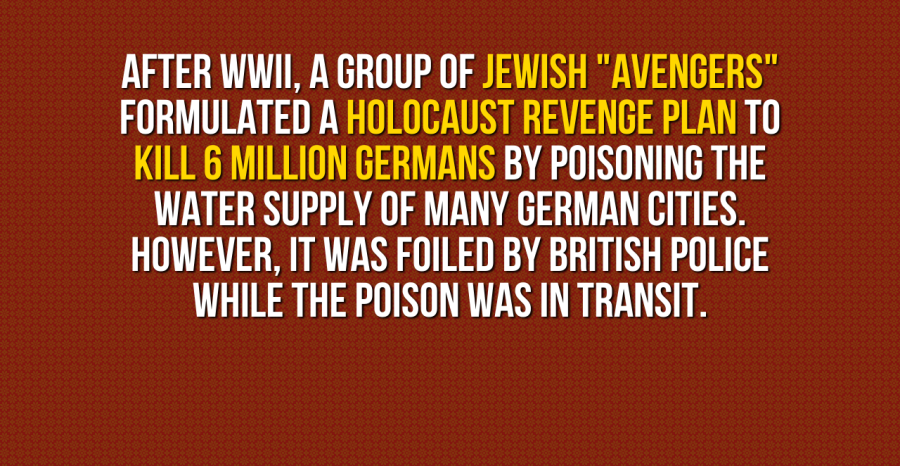 AFTER WWII, A GROUP OF JEWISH "AVENGERS"
FORMULATED A HOLOCAUST REVENGE PLAN TO
KILL 6 MILLION GERMANS BY POISONING THE
WATER SUPPLY OF MANY GERMAN CITIES.
HOWEVER, IT WAS FOILED BY BRITISH POLICE
WHILE THE POISON WAS IN TRANSIT.